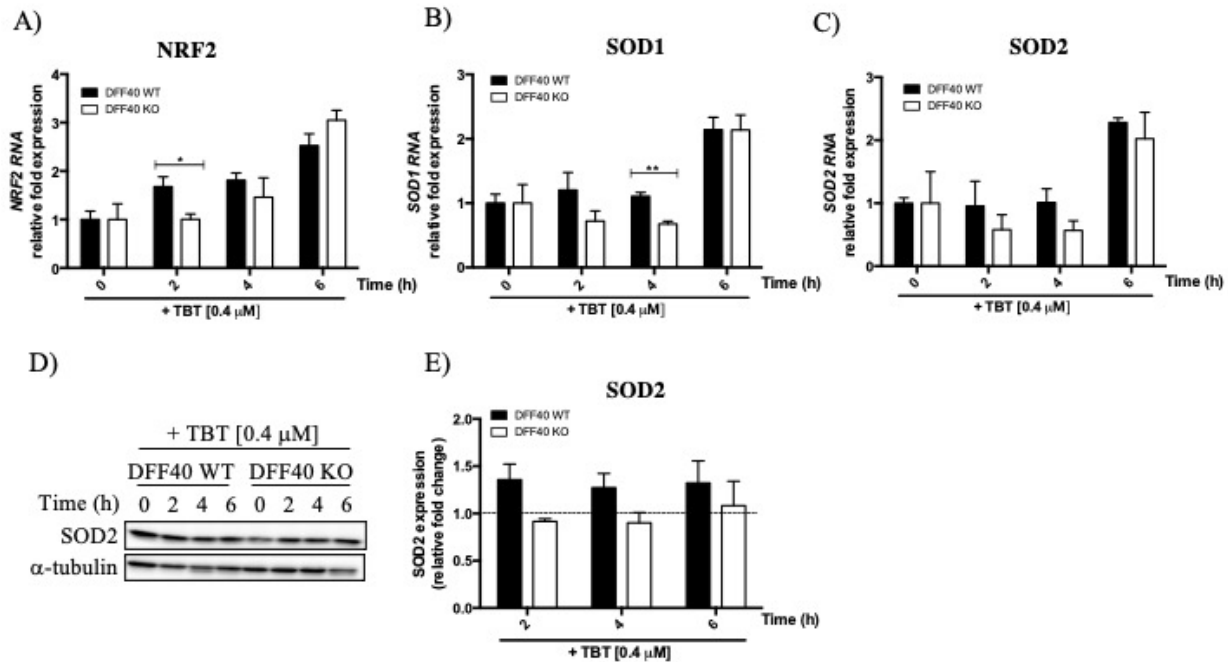 A)
NRF2
DFF40 WT
DFF40 KO
NRF2 RNA
relative fold expression
4
3
2
1
0
*
0 2 4 6 Time (h)
+ TBT [0.4 µM]
B)
SOD1
DFF40 WT
DFF40 KO
SOD1 RNA
relative fold expression
3
2
1
0
**
0 2 4 6 Time (h)
+ TBT [0.4 µM]
C)
SOD2
DFF40 WT
DFF40 KO
SOD2 RNA
relative fold expression
3
2
1
0
0 2 4 6 Time (h)
+ TBT [0.4 µM]
D)
+ TBT [0.4 µM]
DFF40 WT DFF40 KO
Time (h) 0 2 4 6 0 2 4 6
SOD2
α-tubulin
E)
SOD2
DFF40 WT
DFF40 KO
SOD2 expression
(relative fold change)
2.0
1.5
1.0
0.5
0.0
2 4 6 Time (h)
+ TBT [0.4 µM]